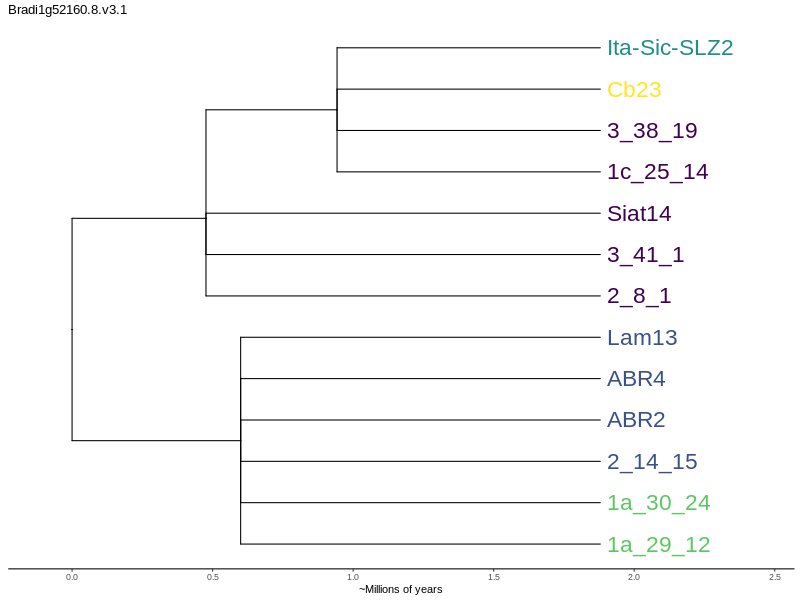 Bradi1g52160.8.v3.1
Ita-Sic-SLZ2
Cb23
3_38_19
1c_25_14
Siat14
3_41_1
2_8_1
Lam13
ABR4
ABR2
2_14_15
1a_30_24
1a_29_12
0.0 0.5 1.0 1.5 2.0 2.5
~Millions of years